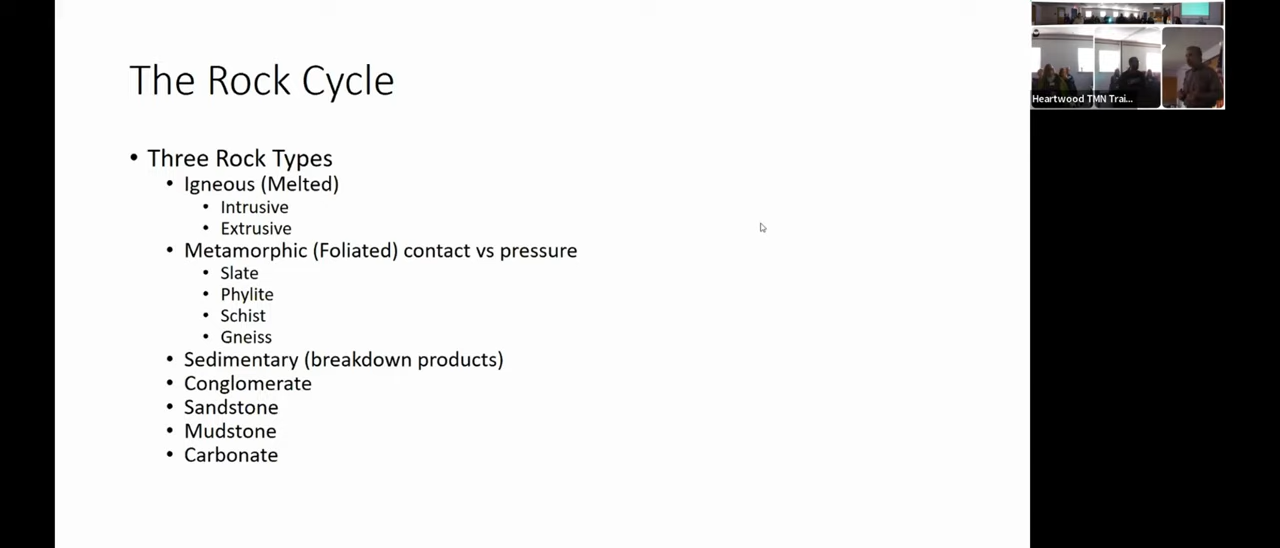 The Rock Cycle
• Three Rock Types
• Igneous (Melted)
• Intrusive
• Extrusive
• Metamorphic (Foliated) contact vs pressure
• Slate
• Phylite
• Schist
• Gneiss
• Sedimentary (breakdown products)
• Conglomerate
• Sandstone
• Mudstone
• Carbonate
Heartwood TMN Trai...